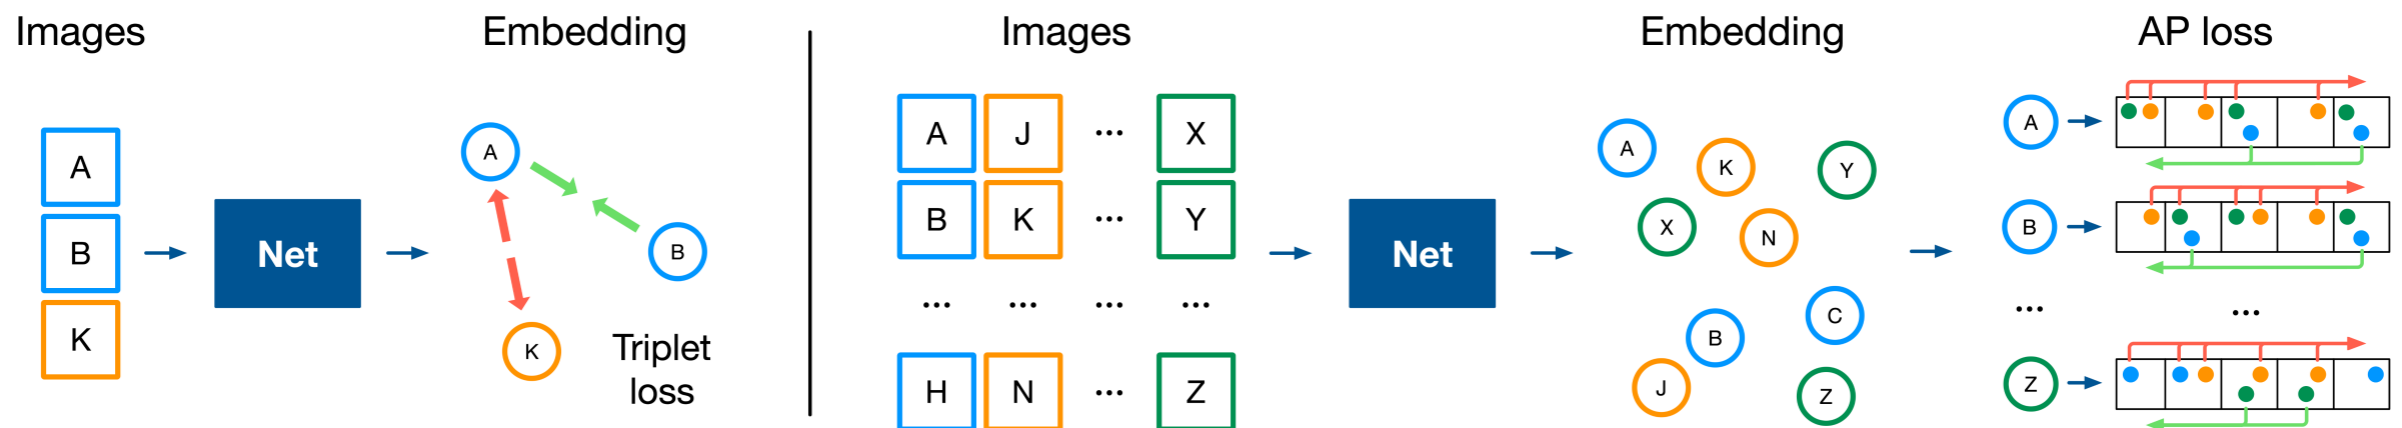 Images Embedding
A
B
K
Net
A
B
K
Triplet
loss
Images Embedding AP loss
A J ... X
B K ... Y
... ... ... ...
H N ... Z
Net
A
K
Y
X
N
C
B
J
Z
A
B
... ...
Z